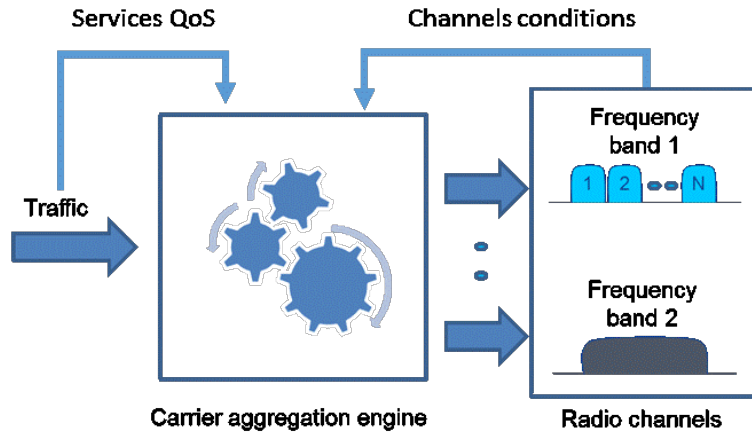 Services QoS
Channels conditions
Traffic
Frequency
band 1
1 2 N
Frequency
band 2
Carrier aggregation engine
Radio channels